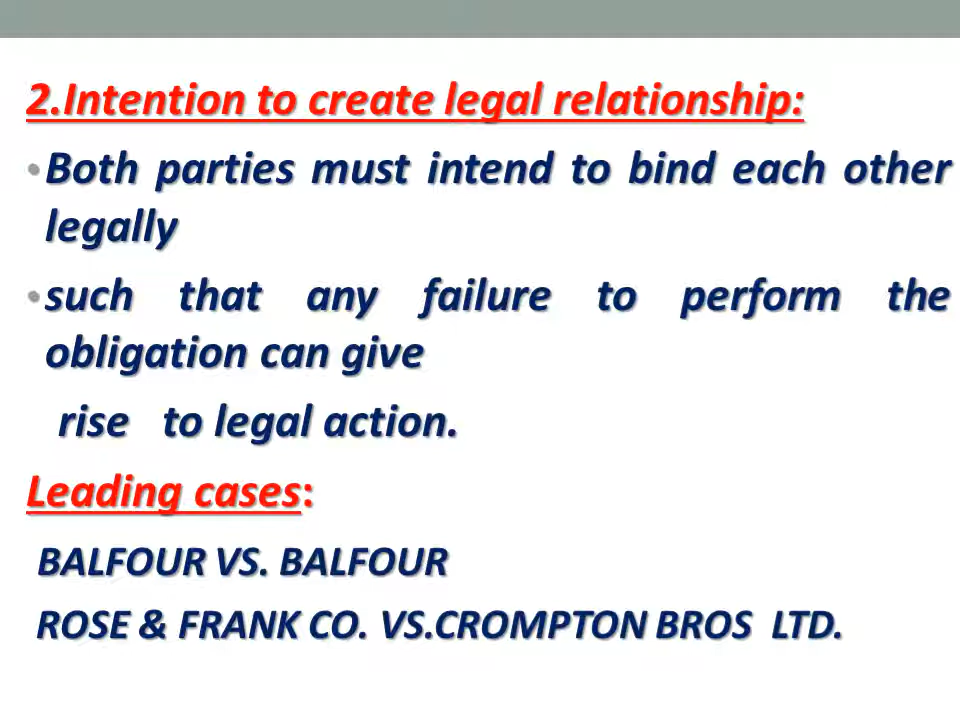 2.Intention to create legal relationship:
•Both parties must intend to bind each other
legally
•such that any failure to perform the
obligation can give
rise to legal action.
Leading cases:
BALFOUR VS. BALFOUR
ROSE & FRANK CO. VS.CROMPTON BROS LTD.